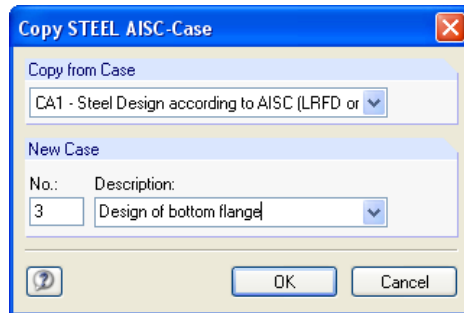 Copy STEEL AISC-Case
Copy from Case
CA1 - Steel Design according to AISC (LRFD or
New Case
No.: Description:
3 Design of bottom flange
OK Cancel